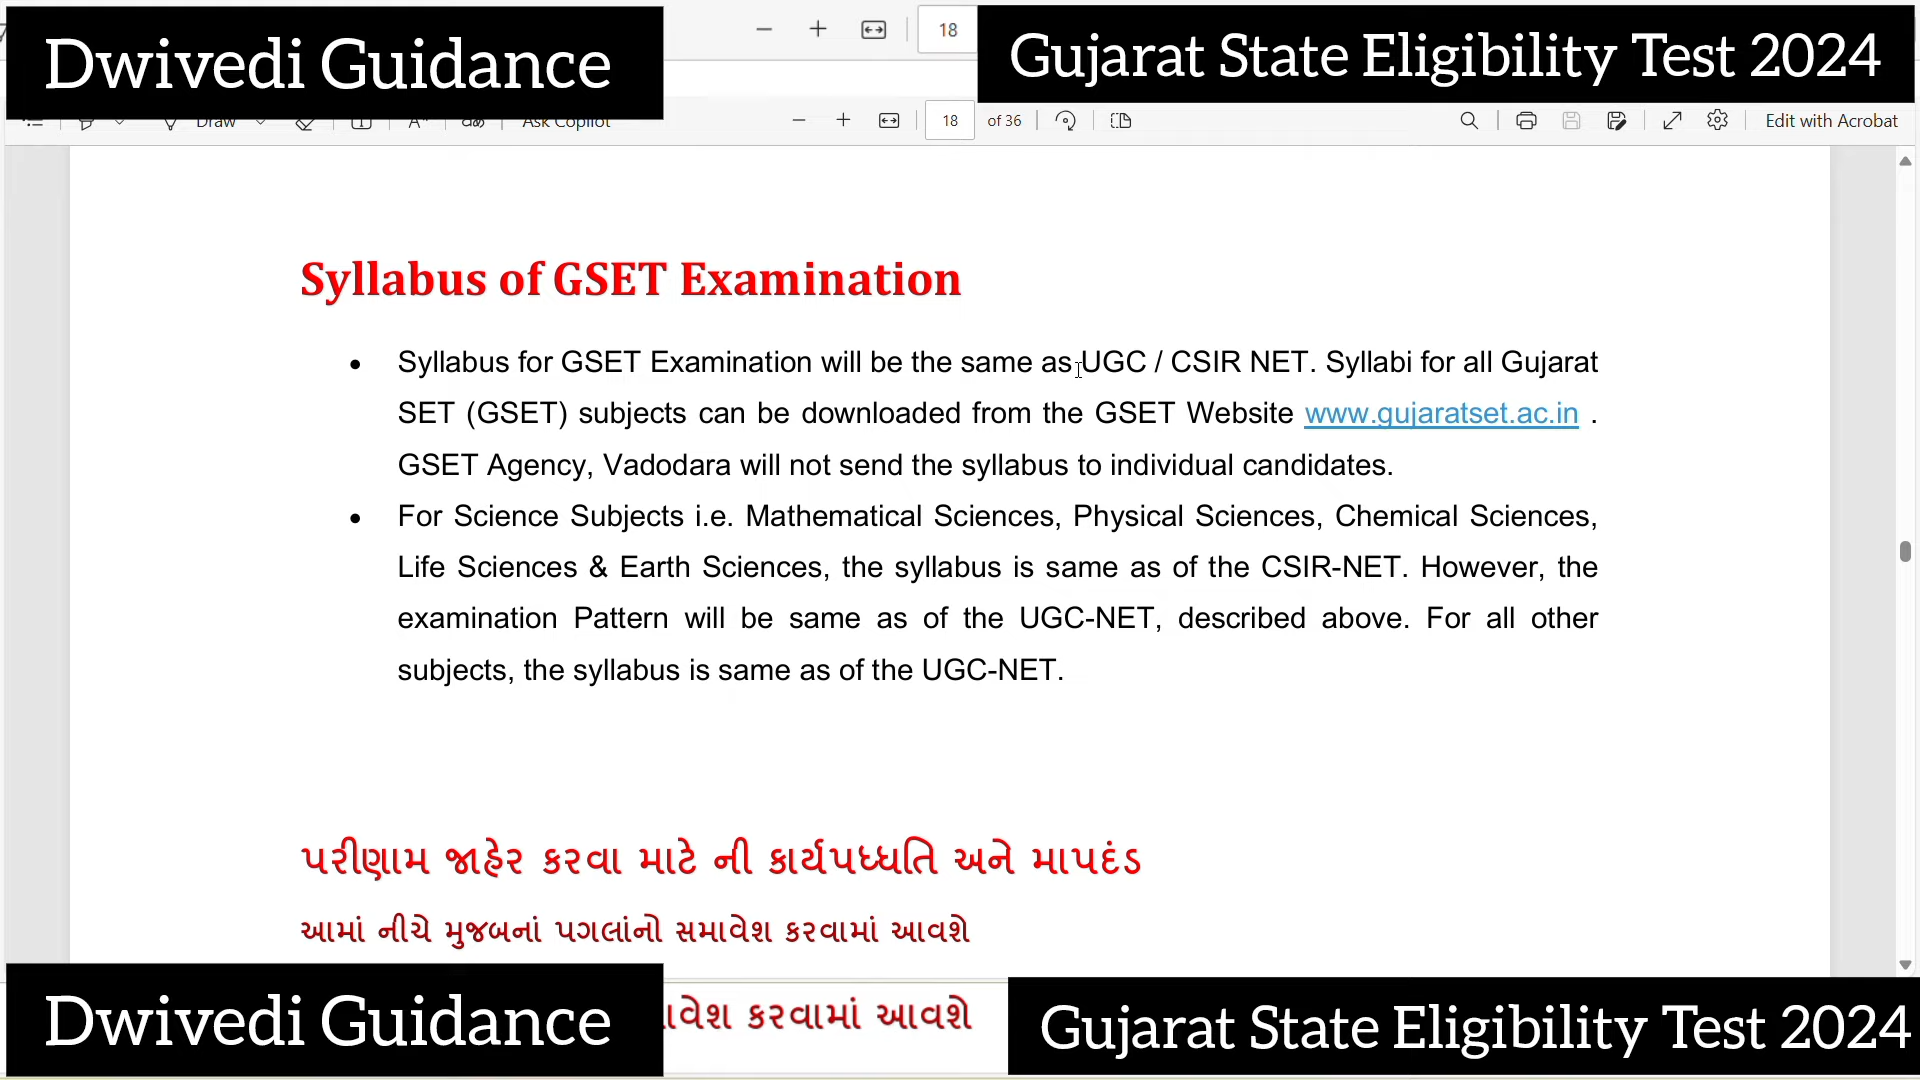 Dwivedi Guidance
18
Gujarat State Eligibility Test 2024
Draw
Ask Copilot
18 of 36
Edit with Acrobat
Syllabus of GSET Examination
• Syllabus for GSET Examination will be the same as UGC / CSIR NET. Syllabi for all Gujarat
SET (GSET) subjects can be downloaded from the GSET Website www.gujaratset.ac.in .
GSET Agency, Vadodara will not send the syllabus to individual candidates.
• For Science Subjects i.e. Mathematical Sciences, Physical Sciences, Chemical Sciences,
Life Sciences & Earth Sciences, the syllabus is same as of the CSIR-NET. However, the
examination Pattern will be same as of the UGC-NET, described above. For all other
subjects, the syllabus is same as of the UGC-NET.
પરીણામ જાહેર કરવા માટે ની કાર્યપધ્ધતિ અને માપદંડ
આમાં નીચે મુજબનાં પગલાંનો સમાવેશ કરવામાં આવશે
Dwivedi Guidance
કરવામાં આવશે
Gujarat State Eligibility Test 2024